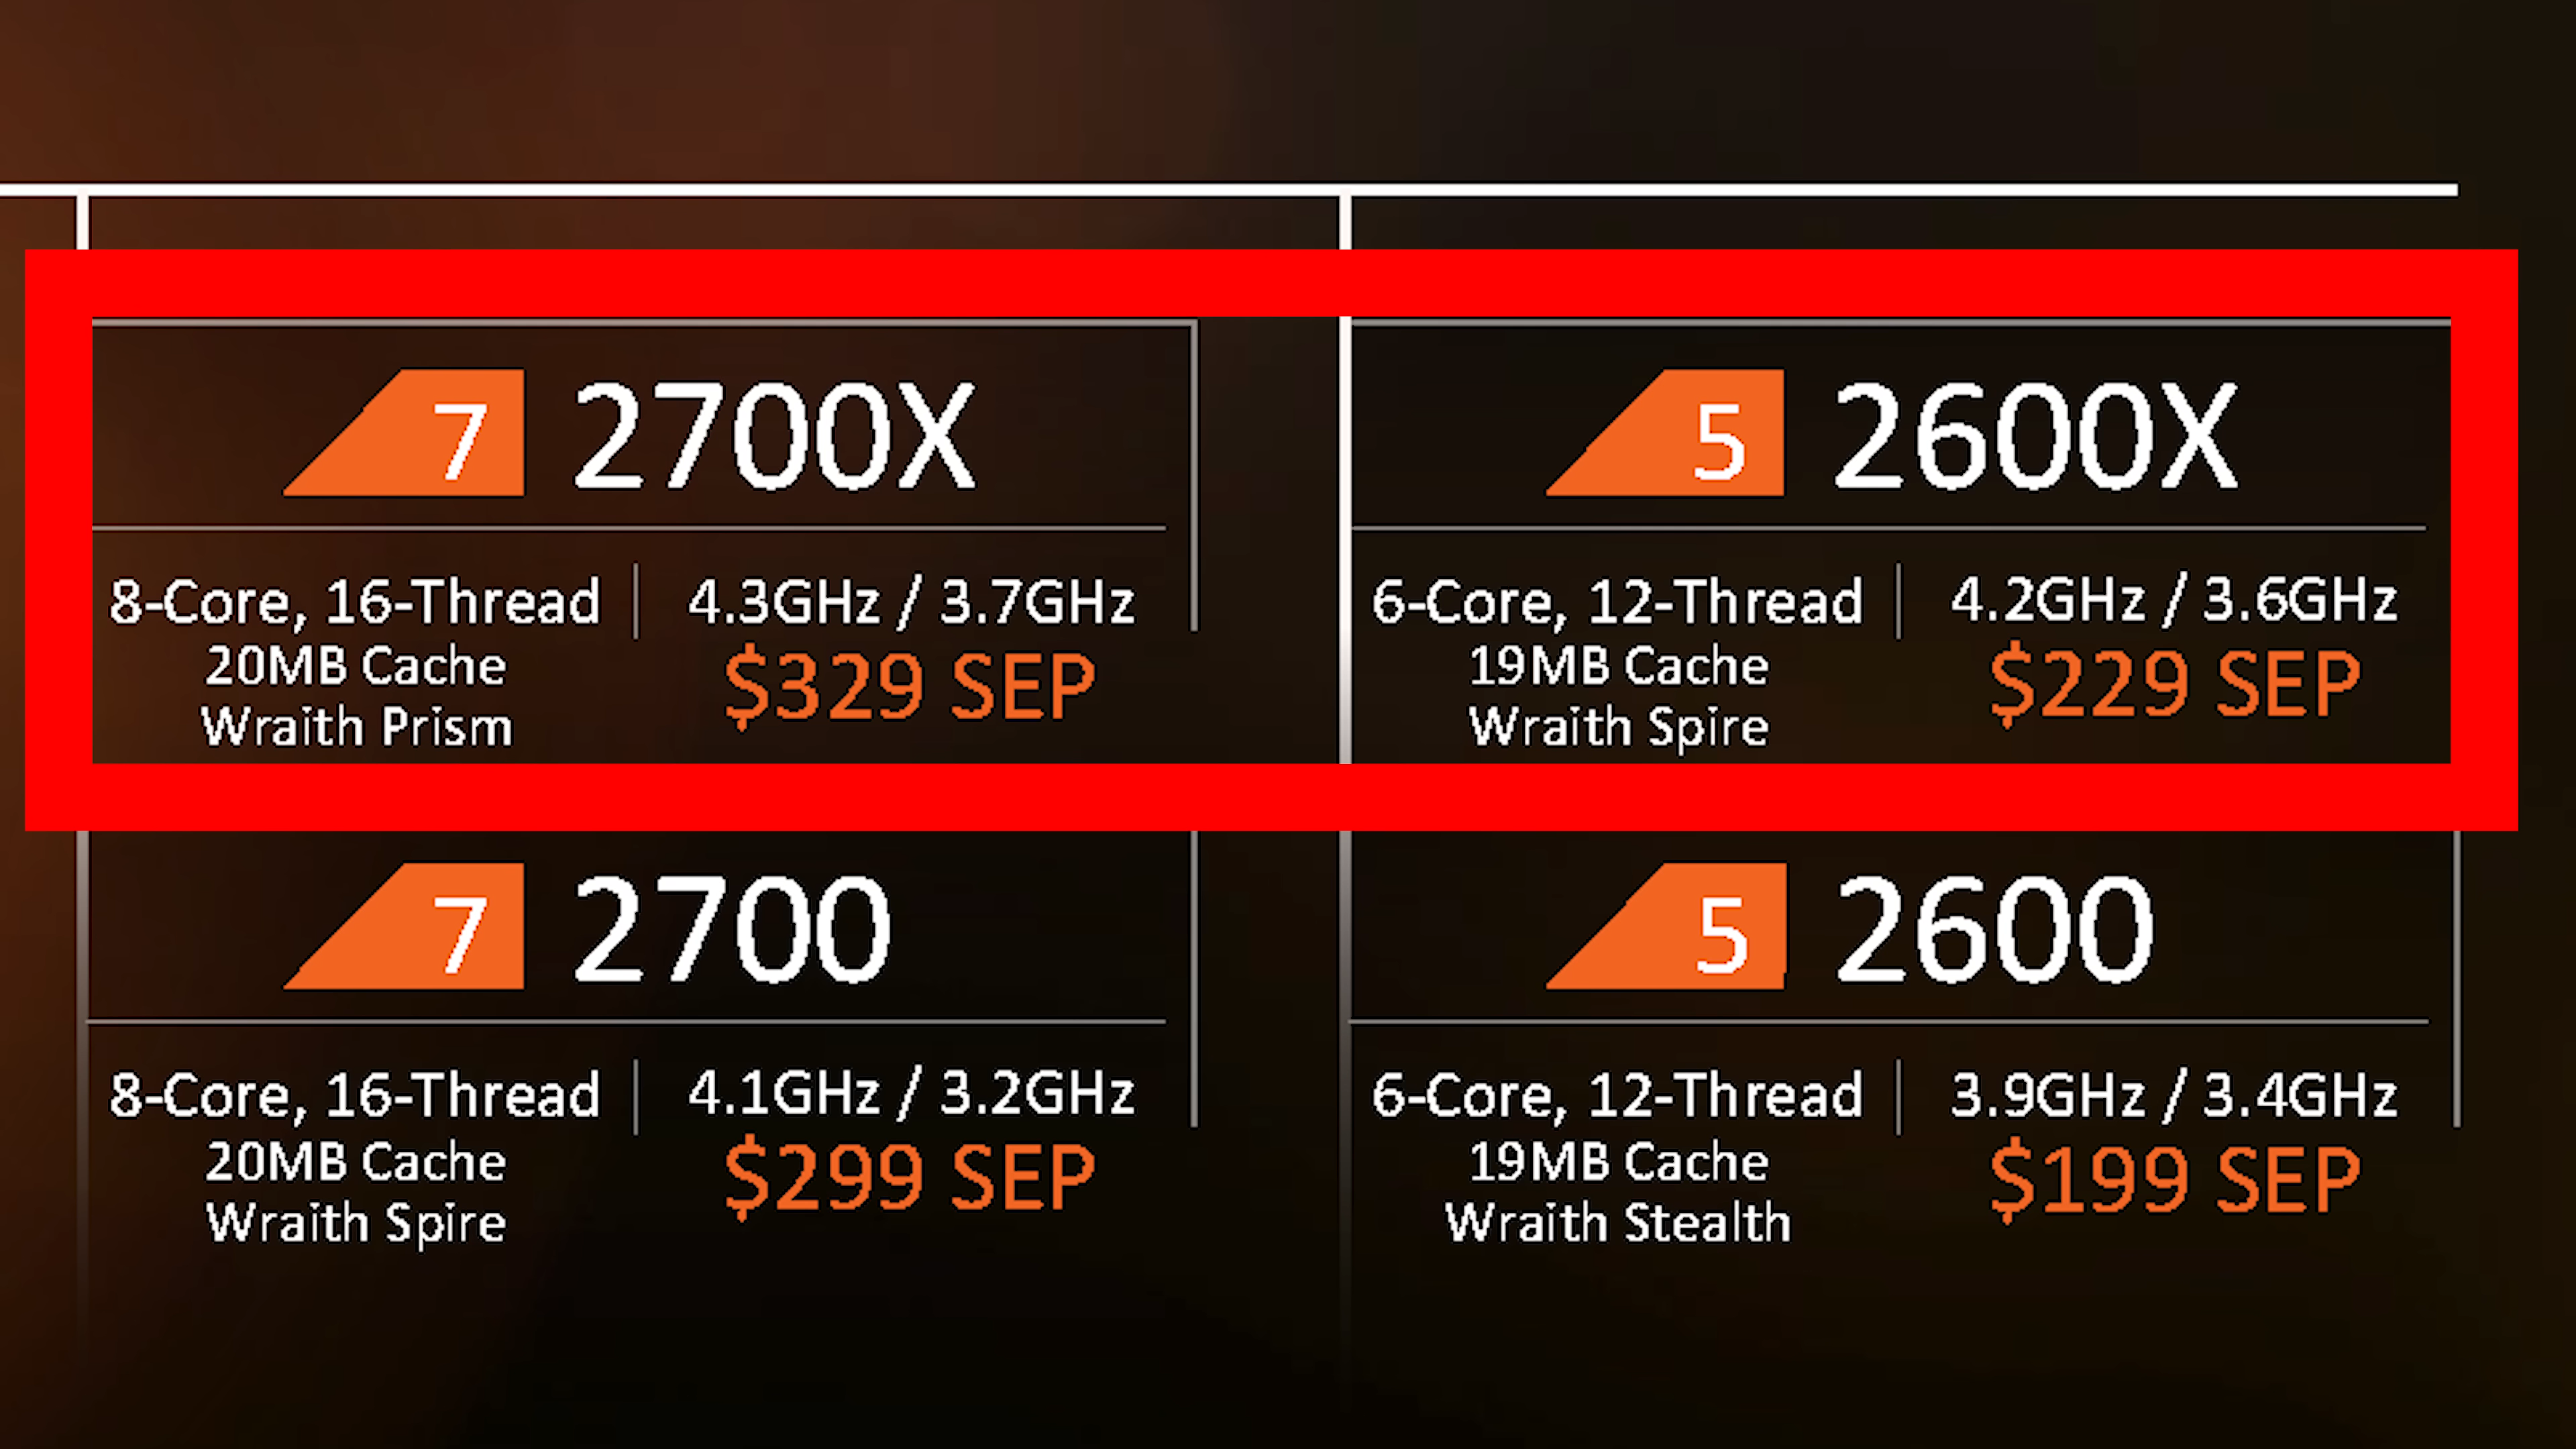 7 2700X
8-Core, 16-Thread | 4.3GHz / 3.7GHz
20MB Cache
$329 SEP
Wraith Prism
5 2600X
6-Core, 12-Thread | 4.2GHz / 3.6GHz
19MB Cache
$229 SEP
Wraith Spire
7 2700
8-Core, 16-Thread | 4.1GHz / 3.2GHz
20MB Cache
$299 SEP
Wraith Spire
5 2600
6-Core, 12-Thread | 3.9GHz / 3.4GHz
19MB Cache
$199 SEP
Wraith Stealth